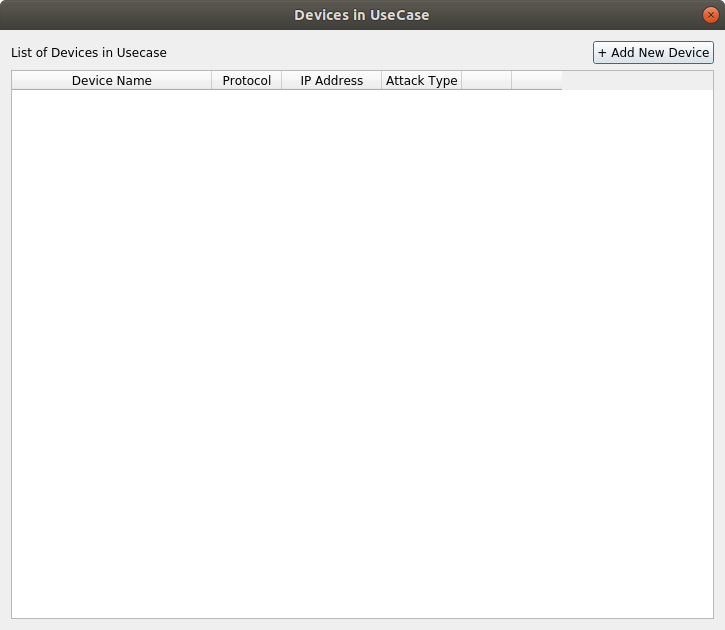 Devices in UseCase
List of Devices in Usecase
+ Add New Device
Device Name Protocol IP Address Attack Type